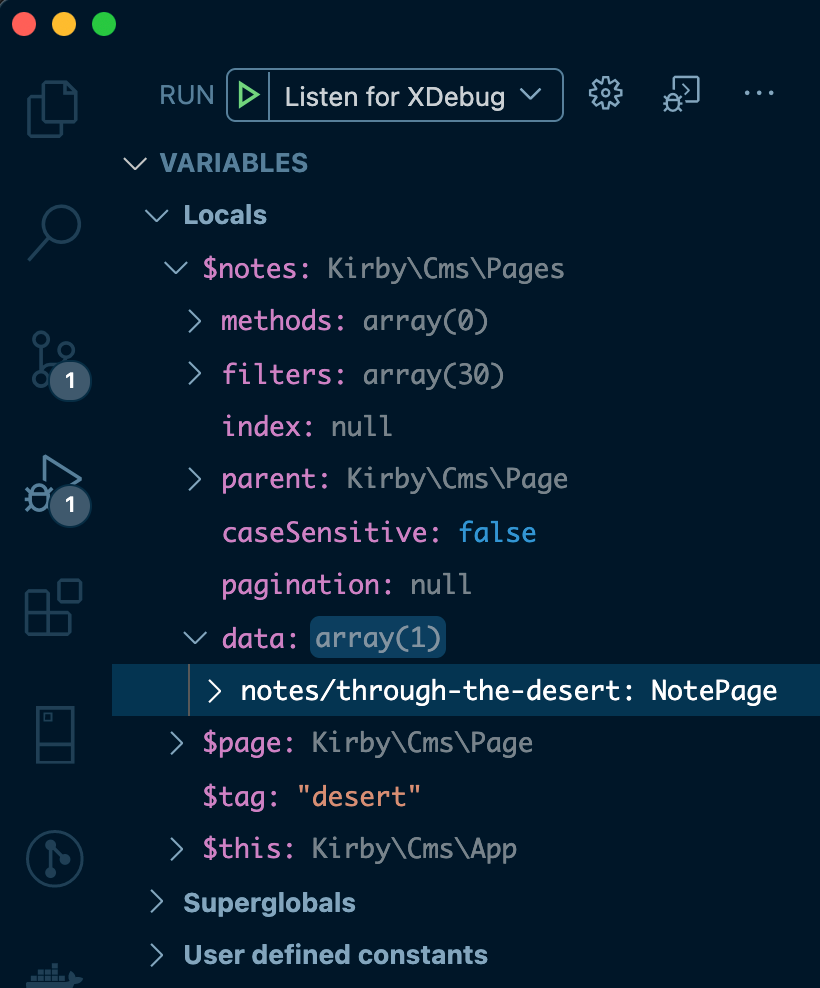 RUN Listen for XDebug ...
VARIABLES
Locals
$notes: Kirby\Cms\Pages
methods: array(0)
filters: array(30)
1
index: null
parent: Kirby\Cms\Page
1
caseSensitive: false
pagination: null
data: array(1)
notes/through-the-desert: NotePage
$page: Kirby\Cms\Page
$tag: "desert"
$this: Kirby\Cms\App
Superglobals
User defined constants